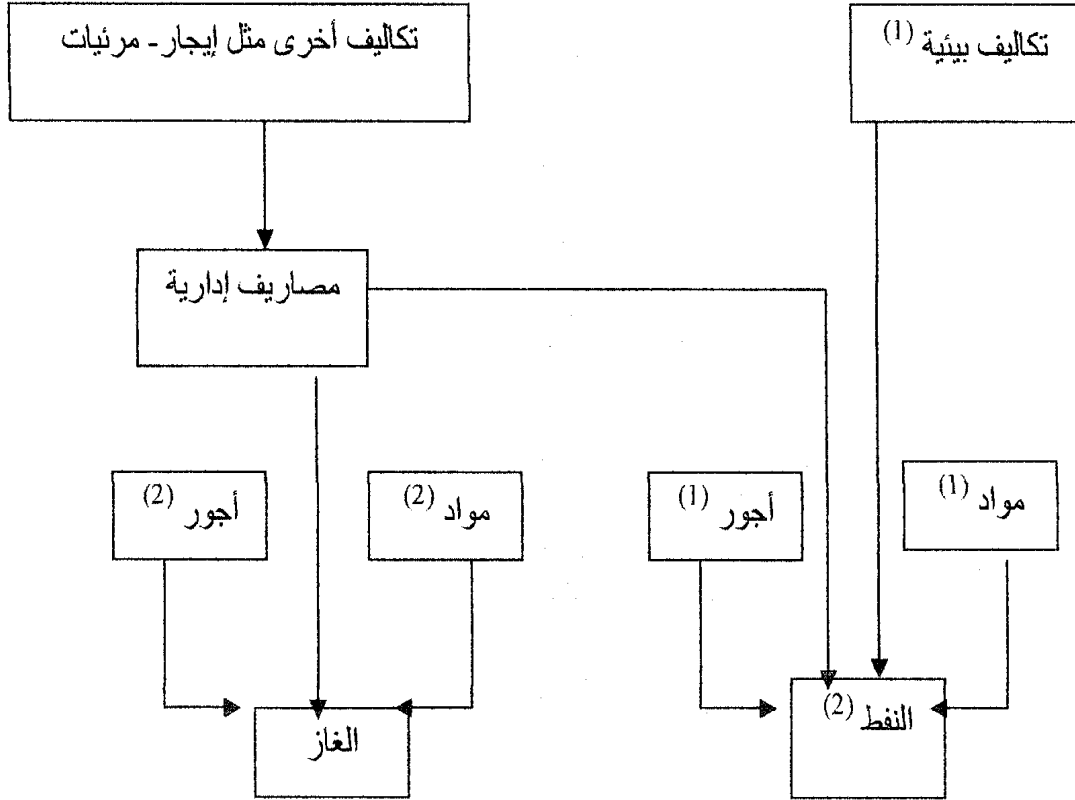 تكاليف بيئية (1)
تكاليف أخرى مثل إيجار- مرئيات
مصاريف إدارية
مواد (1)
أجور (1)
مواد (2)
أجور (2)
النفط (2)
الغاز